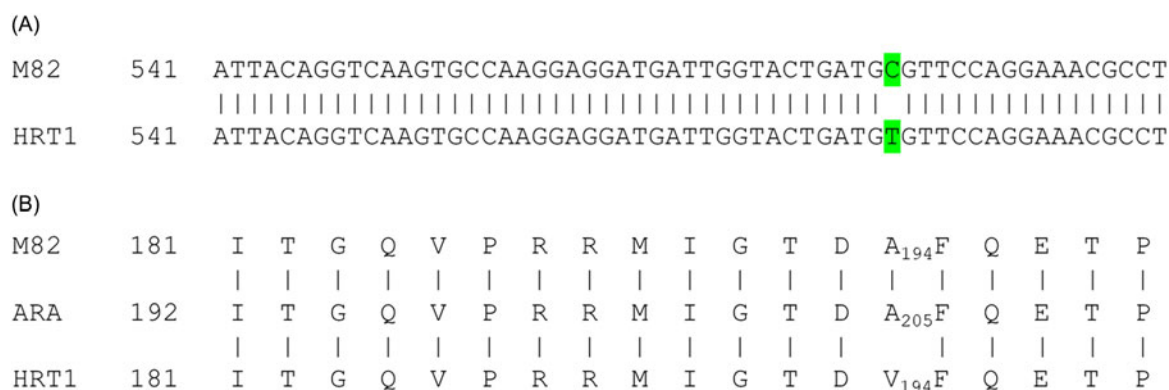 (A)
M82 541 ATTACAGGTCAAGTGCCAAGGAGGATGATTGGTACTGATGCGTTCCAGGAAACGCCT
HRT1 541 ATTACAGGTCAAGTGCCAAGGAGGATGATTGGTACTGATGTGTTCCAGGAAACGCCT
(B)
M82 181 I T G Q V P R R M I G T D A₁₉₄F Q E T P
ARA 192 I T G Q V P R R M I G T D A₂₀₅F Q E T P
HRT1 181 I T G Q V P R R M I G T D V₁₉₄F Q E T P